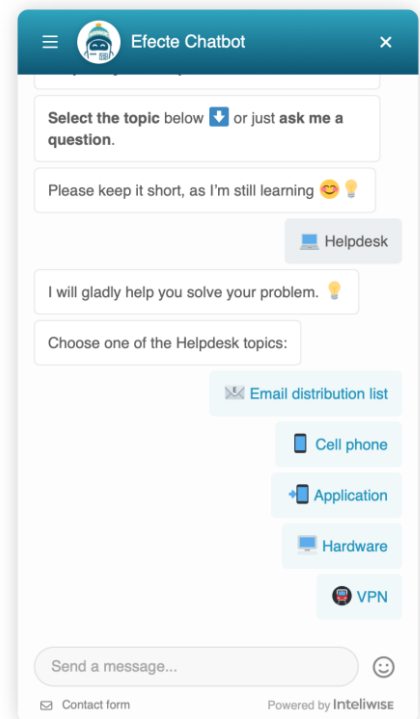 Efecte Chatbot
Select the topic below or just ask me a
question.
Please keep it short, as I'm still learning
Helpdesk
I will gladly help you solve your problem.
Choose one of the Helpdesk topics:
Email distribution list
Cell phone
Application
Hardware
VPN
Send a message...
Contact form
Powered by InteliWISE